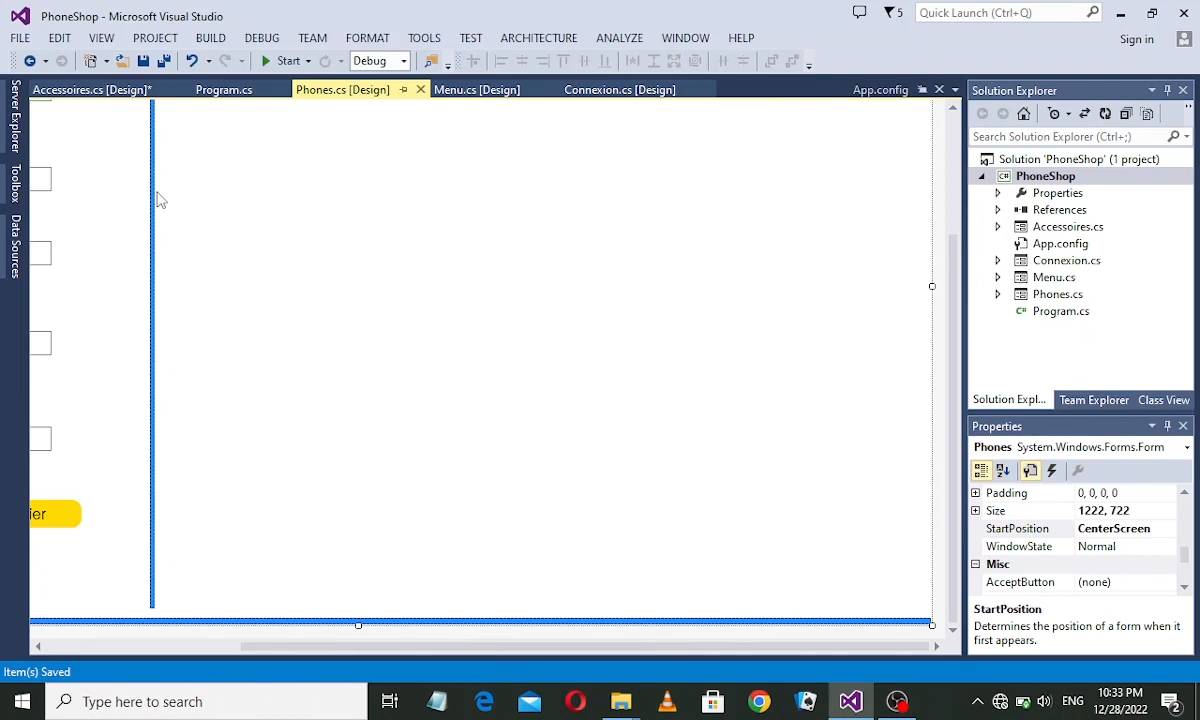 PhoneShop - Microsoft Visual Studio
5
Quick Launch (Ctrl+Q)
FILE EDIT VIEW PROJECT BUILD DEBUG TEAM FORMAT TOOLS TEST ARCHITECTURE ANALYZE WINDOW HELP
Sign in
Start Debug
Accessoires.cs [Design]* Program.cs Phones.cs [Design] Menu.cs [Design] Connexion.cs [Design] App.config
Server Explorer
Toolbox
Data Sources
ier
Solution Explorer
Search Solution Explorer (Ctrl+;)
Solution 'PhoneShop' (1 project)
C# PhoneShop
Properties
References
Accessoires.cs
App.config
Connexion.cs
Menu.cs
Phones.cs
C# Program.cs
Solution Expl... Team Explorer Class View
Properties
Phones System.Windows.Forms.Form
Padding 0, 0, 0, 0
Size 1222, 722
StartPosition CenterScreen
WindowState Normal
Misc
AcceptButton (none)
StartPosition
Determines the position of a form when it
first appears.
Item(s) Saved
Type here to search
ENG
10:33 PM
12/28/2022
2